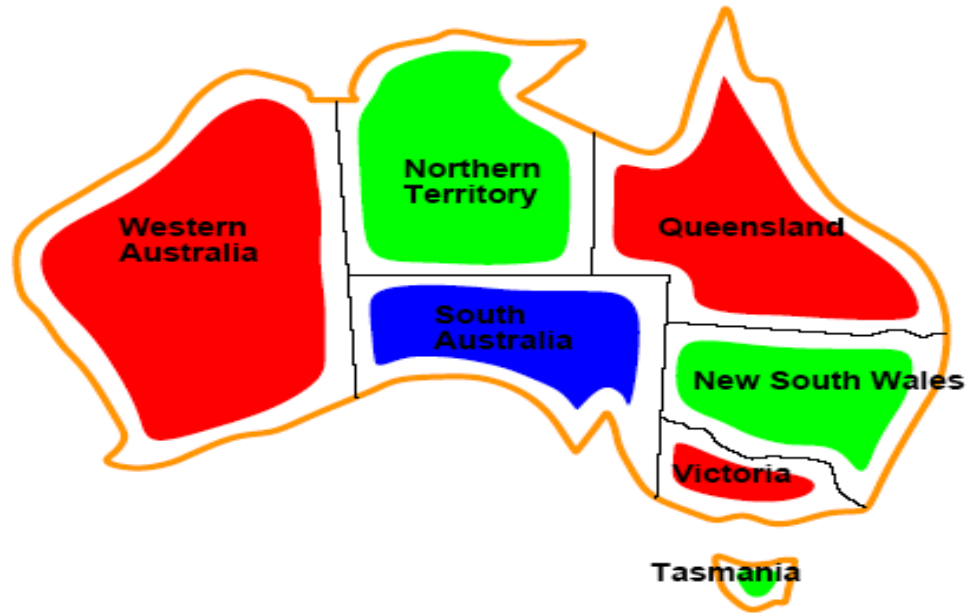 Northern
Territory
Western
Australia
Queensland
South
Australia
New South Wales
Victoria
Tasmania